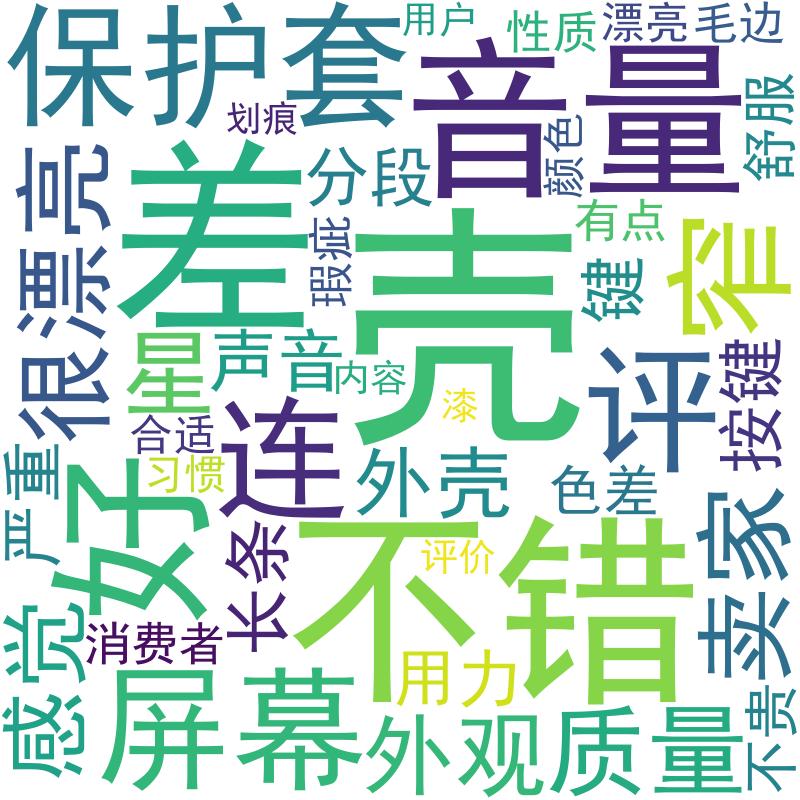 保护套
用户
性质
漂亮
毛边
音量
划痕
颜色
舒服
很漂亮
差
分段
壳
瑕疵
有点
键
窄
星
声音
内容
评
按键
连
漆
合适
习惯
外壳
色差
严重
好
长条
不错
评价
卖家
感觉
消费者
用力
屏幕
外观
质量
不贵